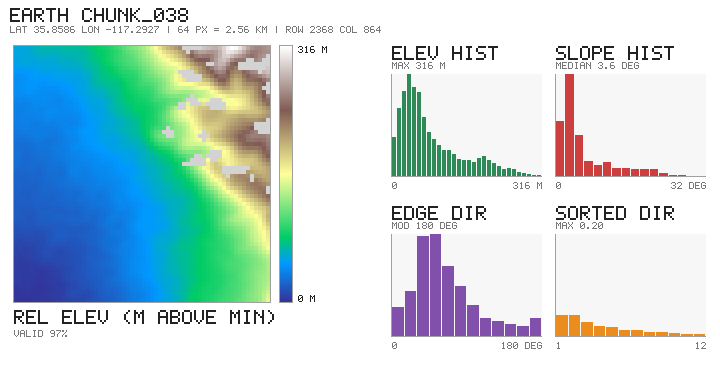 EARTH CHUNK_038
LAT 35.8586 LON -117.2927 | 64 PX = 2.56 KM | ROW 2368 COL 864
316 M
0 M
REL ELEV (M ABOVE MIN)
VALID 97%
ELEV HIST
MAX 316 M
0 316 M
SLOPE HIST
MEDIAN 3.6 DEG
0 32 DEG
EDGE DIR
MOD 180 DEG
0 180 DEG
SORTED DIR
MAX 0.20
1 12